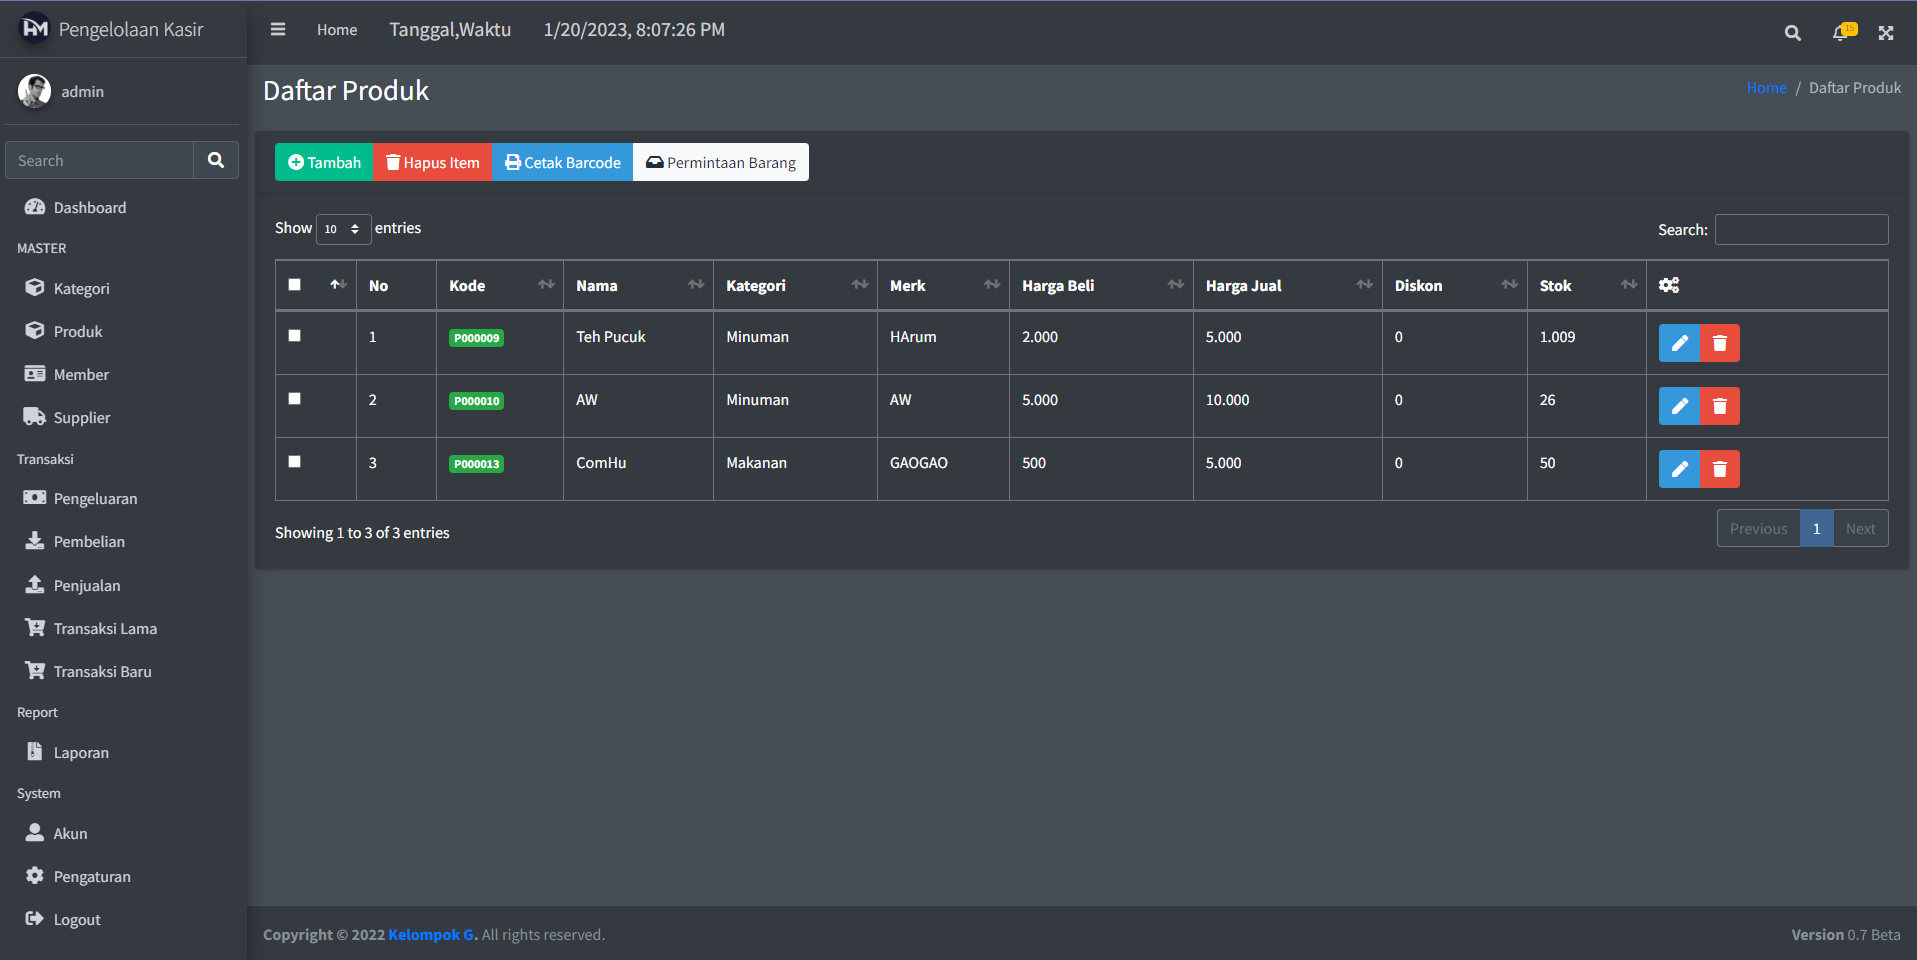 HM Pengelolaan Kasir
admin
Search
Dashboard
MASTER
Kategori
Produk
Member
Supplier
Transaksi
Pengeluaran
Pembelian
Penjualan
Transaksi Lama
Transaksi Baru
Report
Laporan
System
Akun
Pengaturan
Logout
Home Tanggal,Waktu 1/20/2023, 8:07:26 PM
15
Daftar Produk
Home / Daftar Produk
Tambah Hapus Item Cetak Barcode Permintaan Barang
Show 10 entries
Search:
No Kode Nama Kategori Merk Harga Beli Harga Jual Diskon Stok
1 P000009 Teh Pucuk Minuman HArum 2.000 5.000 0 1.009
2 P000010 AW Minuman AW 5.000 10.000 0 26
3 P000013 ComHu Makanan GAOGAO 500 5.000 0 50
Showing 1 to 3 of 3 entries
Previous 1 Next
Copyright © 2022 Kelompok G. All rights reserved.
Version 0.7 Beta